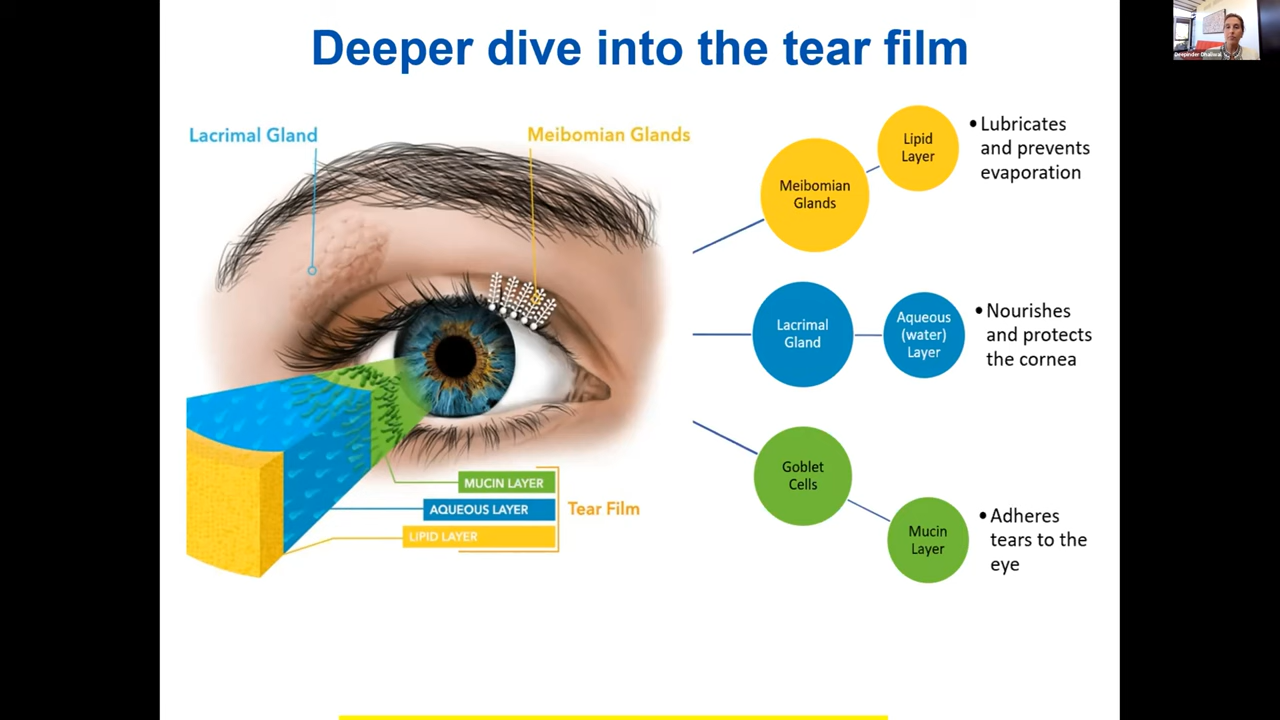 Deeper dive into the tear film
Deepinder Dhaliwal
Lacrimal Gland
Meibomian Glands
MUCIN LAYER
AQUEOUS LAYER
LIPID LAYER
Tear Film
Meibomian
Glands
Lipid
Layer
• Lubricates
and prevents
evaporation
Lacrimal
Gland
Aqueous
(water)
Layer
• Nourishes
and protects
the cornea
Goblet
Cells
Mucin
Layer
• Adheres
tears to the
eye